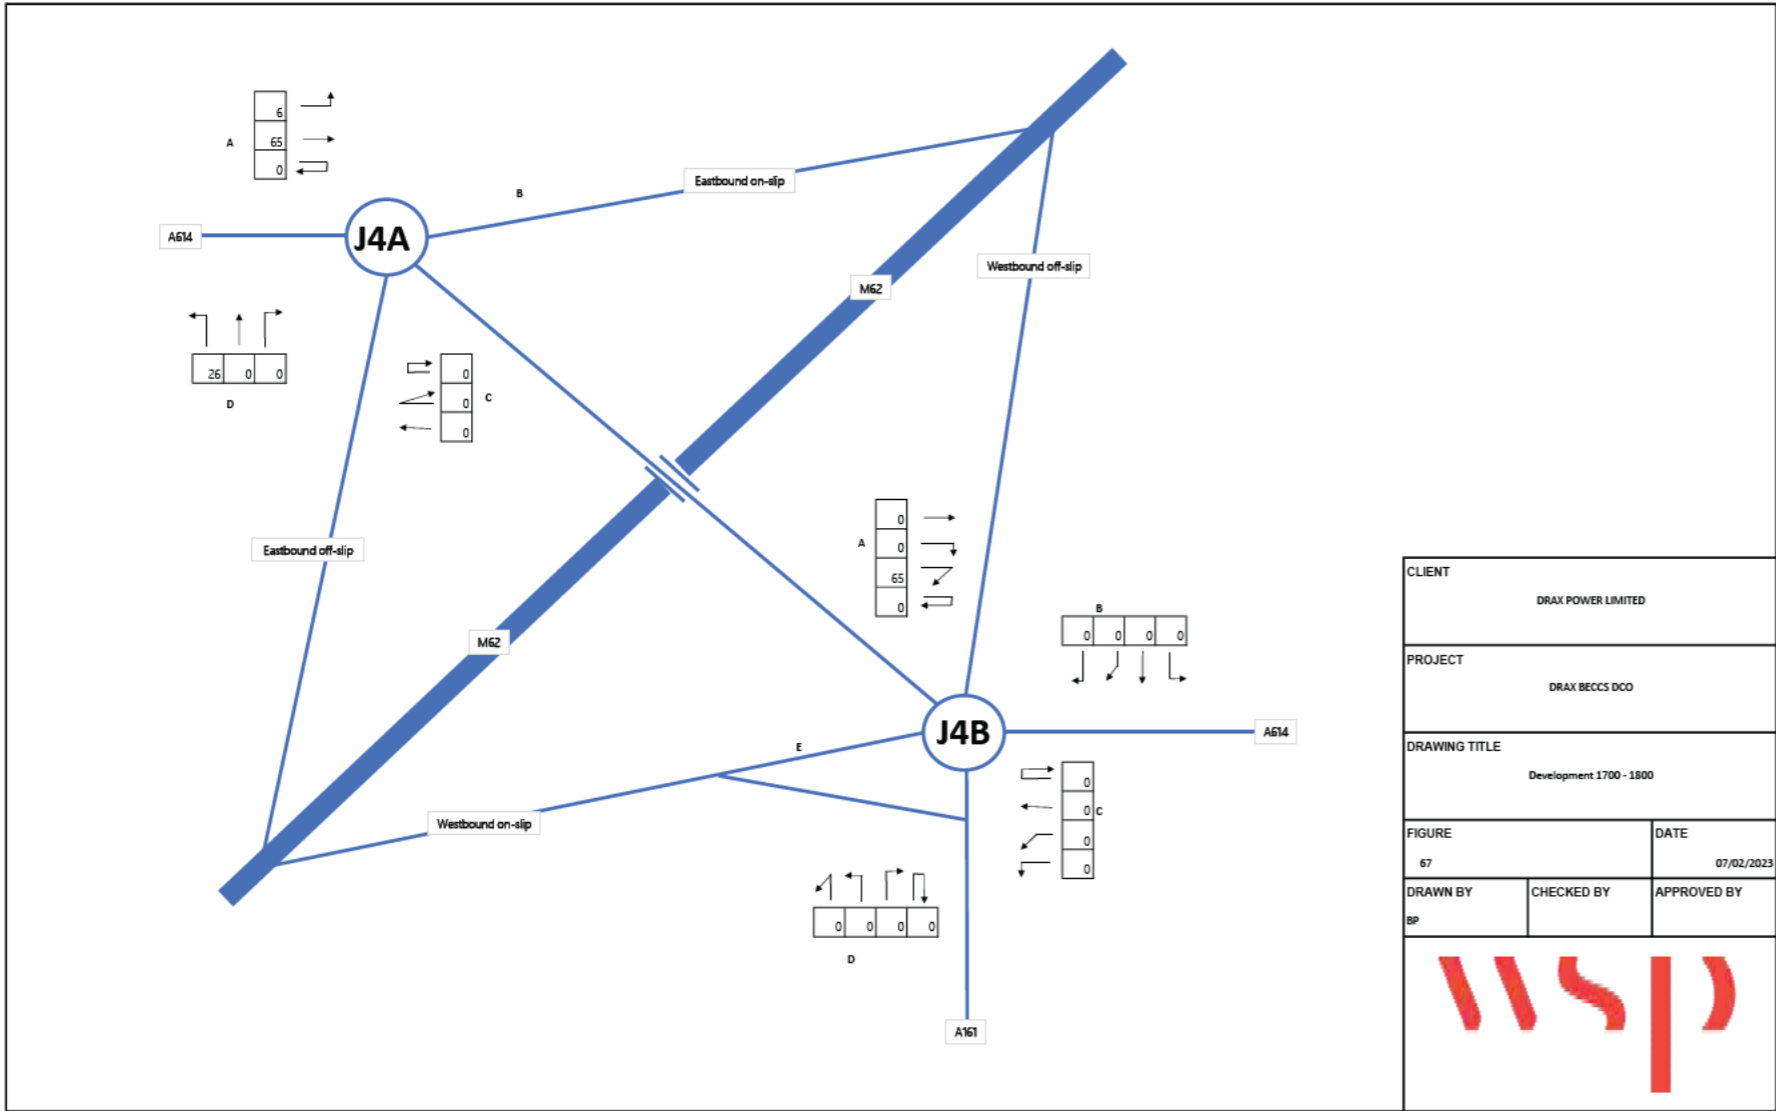 6
A
65
0
B
Eastbound on-slip
A614
J4A
Westbound off-slip
M62
26 0 0
D
0
0
C
0
0
A
0
65
0
Eastbound off-slip
B
0 0 0 0
M62
J4B
A614
E
Westbound on-slip
0
0
C
0
0
0 0 0 0
D
A161
CLIENT
DRAX POWER LIMITED
PROJECT
DRAX BECCS DCO
DRAWING TITLE
Development 1700 - 1800
FIGURE
67
DATE
07/02/2023
DRAWN BY
BP
CHECKED BY
APPROVED BY
wsp